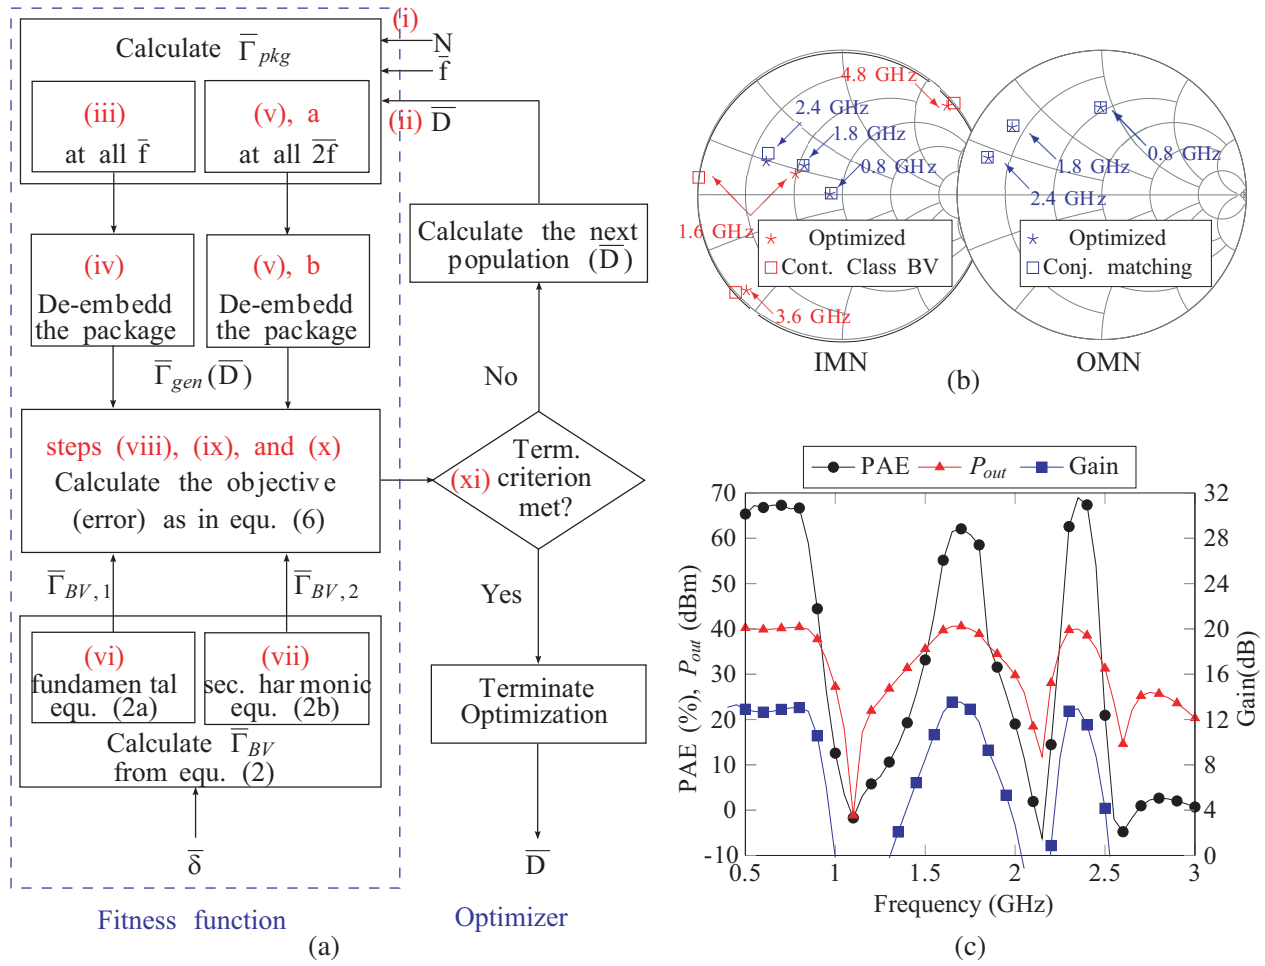 (i)
N
Calculate Γ̅pkg
f̅
(ii) D̅
(iii)
at all f̅
(v), a
at all 2̅f̅
(iv)
De-embedd
the package
(v), b
De-embedd
the package
Γ̅gen(D̅)
steps (viii), (ix), and (x)
Calculate the objective
(error) as in equ. (6)
Γ̅BV, 1
Γ̅BV, 2
(vi)
fundamental
equ. (2a)
(vii)
sec. harmonic
equ. (2b)
Calculate Γ̅BV
from equ. (2)
δ̅
Fitness function
Calculate the next
population (D̅)
No
(xi)
Term.
criterion
met?
Yes
Terminate
Optimization
D̅
Optimizer
(a)
4.8 GHz
2.4 GHz
1.8 GHz
0.8 GHz
1.6 GHz
3.6 GHz
Optimized
Cont. Class BV
IMN
0.8 GHz
1.8 GHz
2.4 GHz
Optimized
Conj. matching
OMN
(b)
PAE
Pout
Gain
PAE (%), Pout (dBm)
70
60
50
40
30
20
10
0
-10
32
28
24
20
16
12
8
4
0
Gain(dB)
0.5
1
1.5
2
2.5
3
Frequency (GHz)
(c)